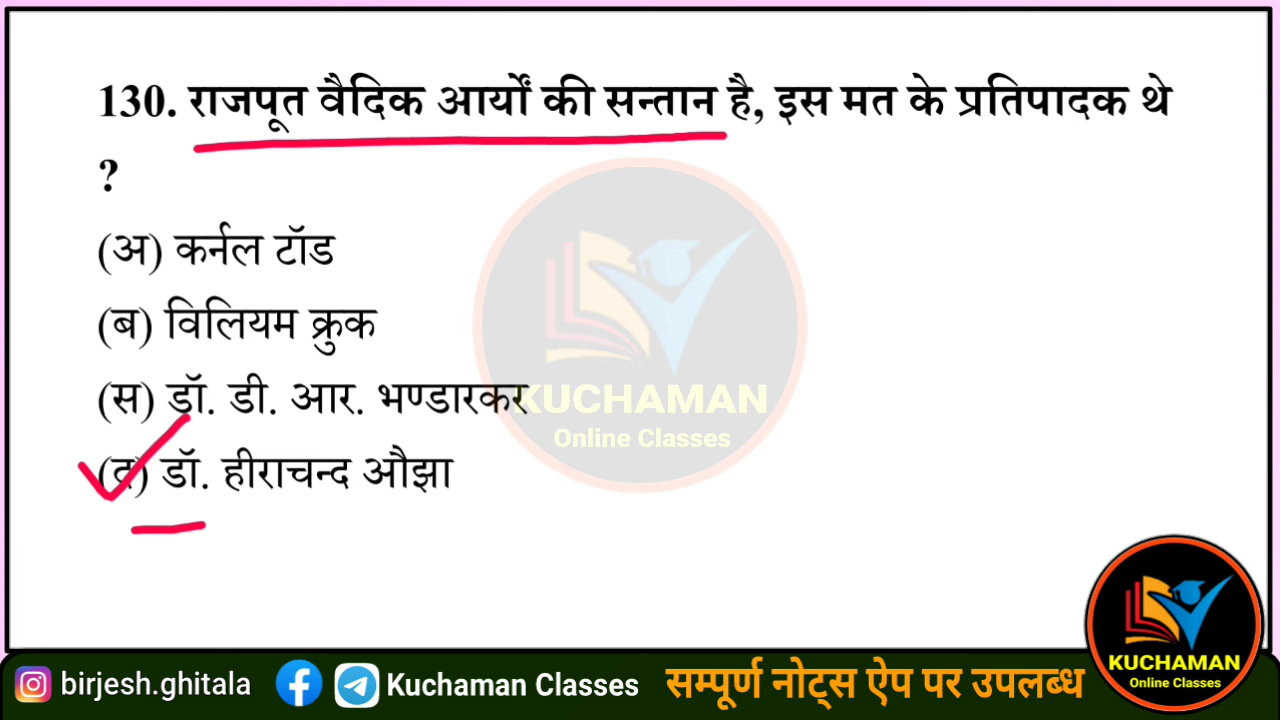 130. राजपूत वैदिक आर्यों की सन्तान है, इस मत के प्रतिपादक थे
?
(अ) कर्नल टॉड
(ब) विलियम क्रुक
(स) डॉ. डी. आर. भण्डारकर
(द) डॉ. हीराचन्द औझा
KUCHAMAN
Online Classes
KUCHAMAN
Online Classes
birjesh.ghitala
Kuchaman Classes
सम्पूर्ण नोट्स ऐप पर उपलब्ध